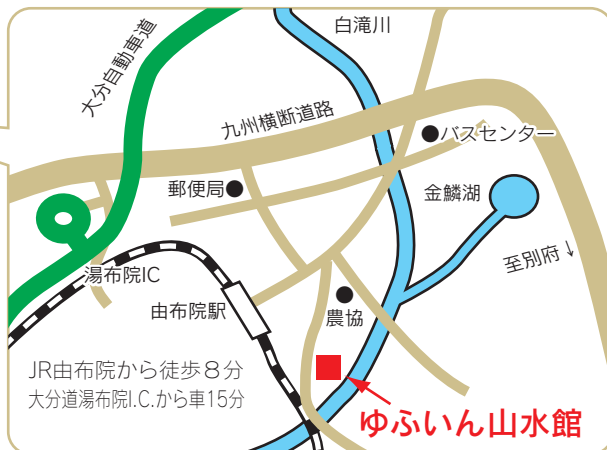 白滝川
大分自動車道
九州横断道路
バスセンター
郵便局
金鱗湖
至別府↓
湯布院IC
由布院駅
農協
JR由布院から徒歩８分
大分道湯布院I.C.から車15分
ゆふいん山水館